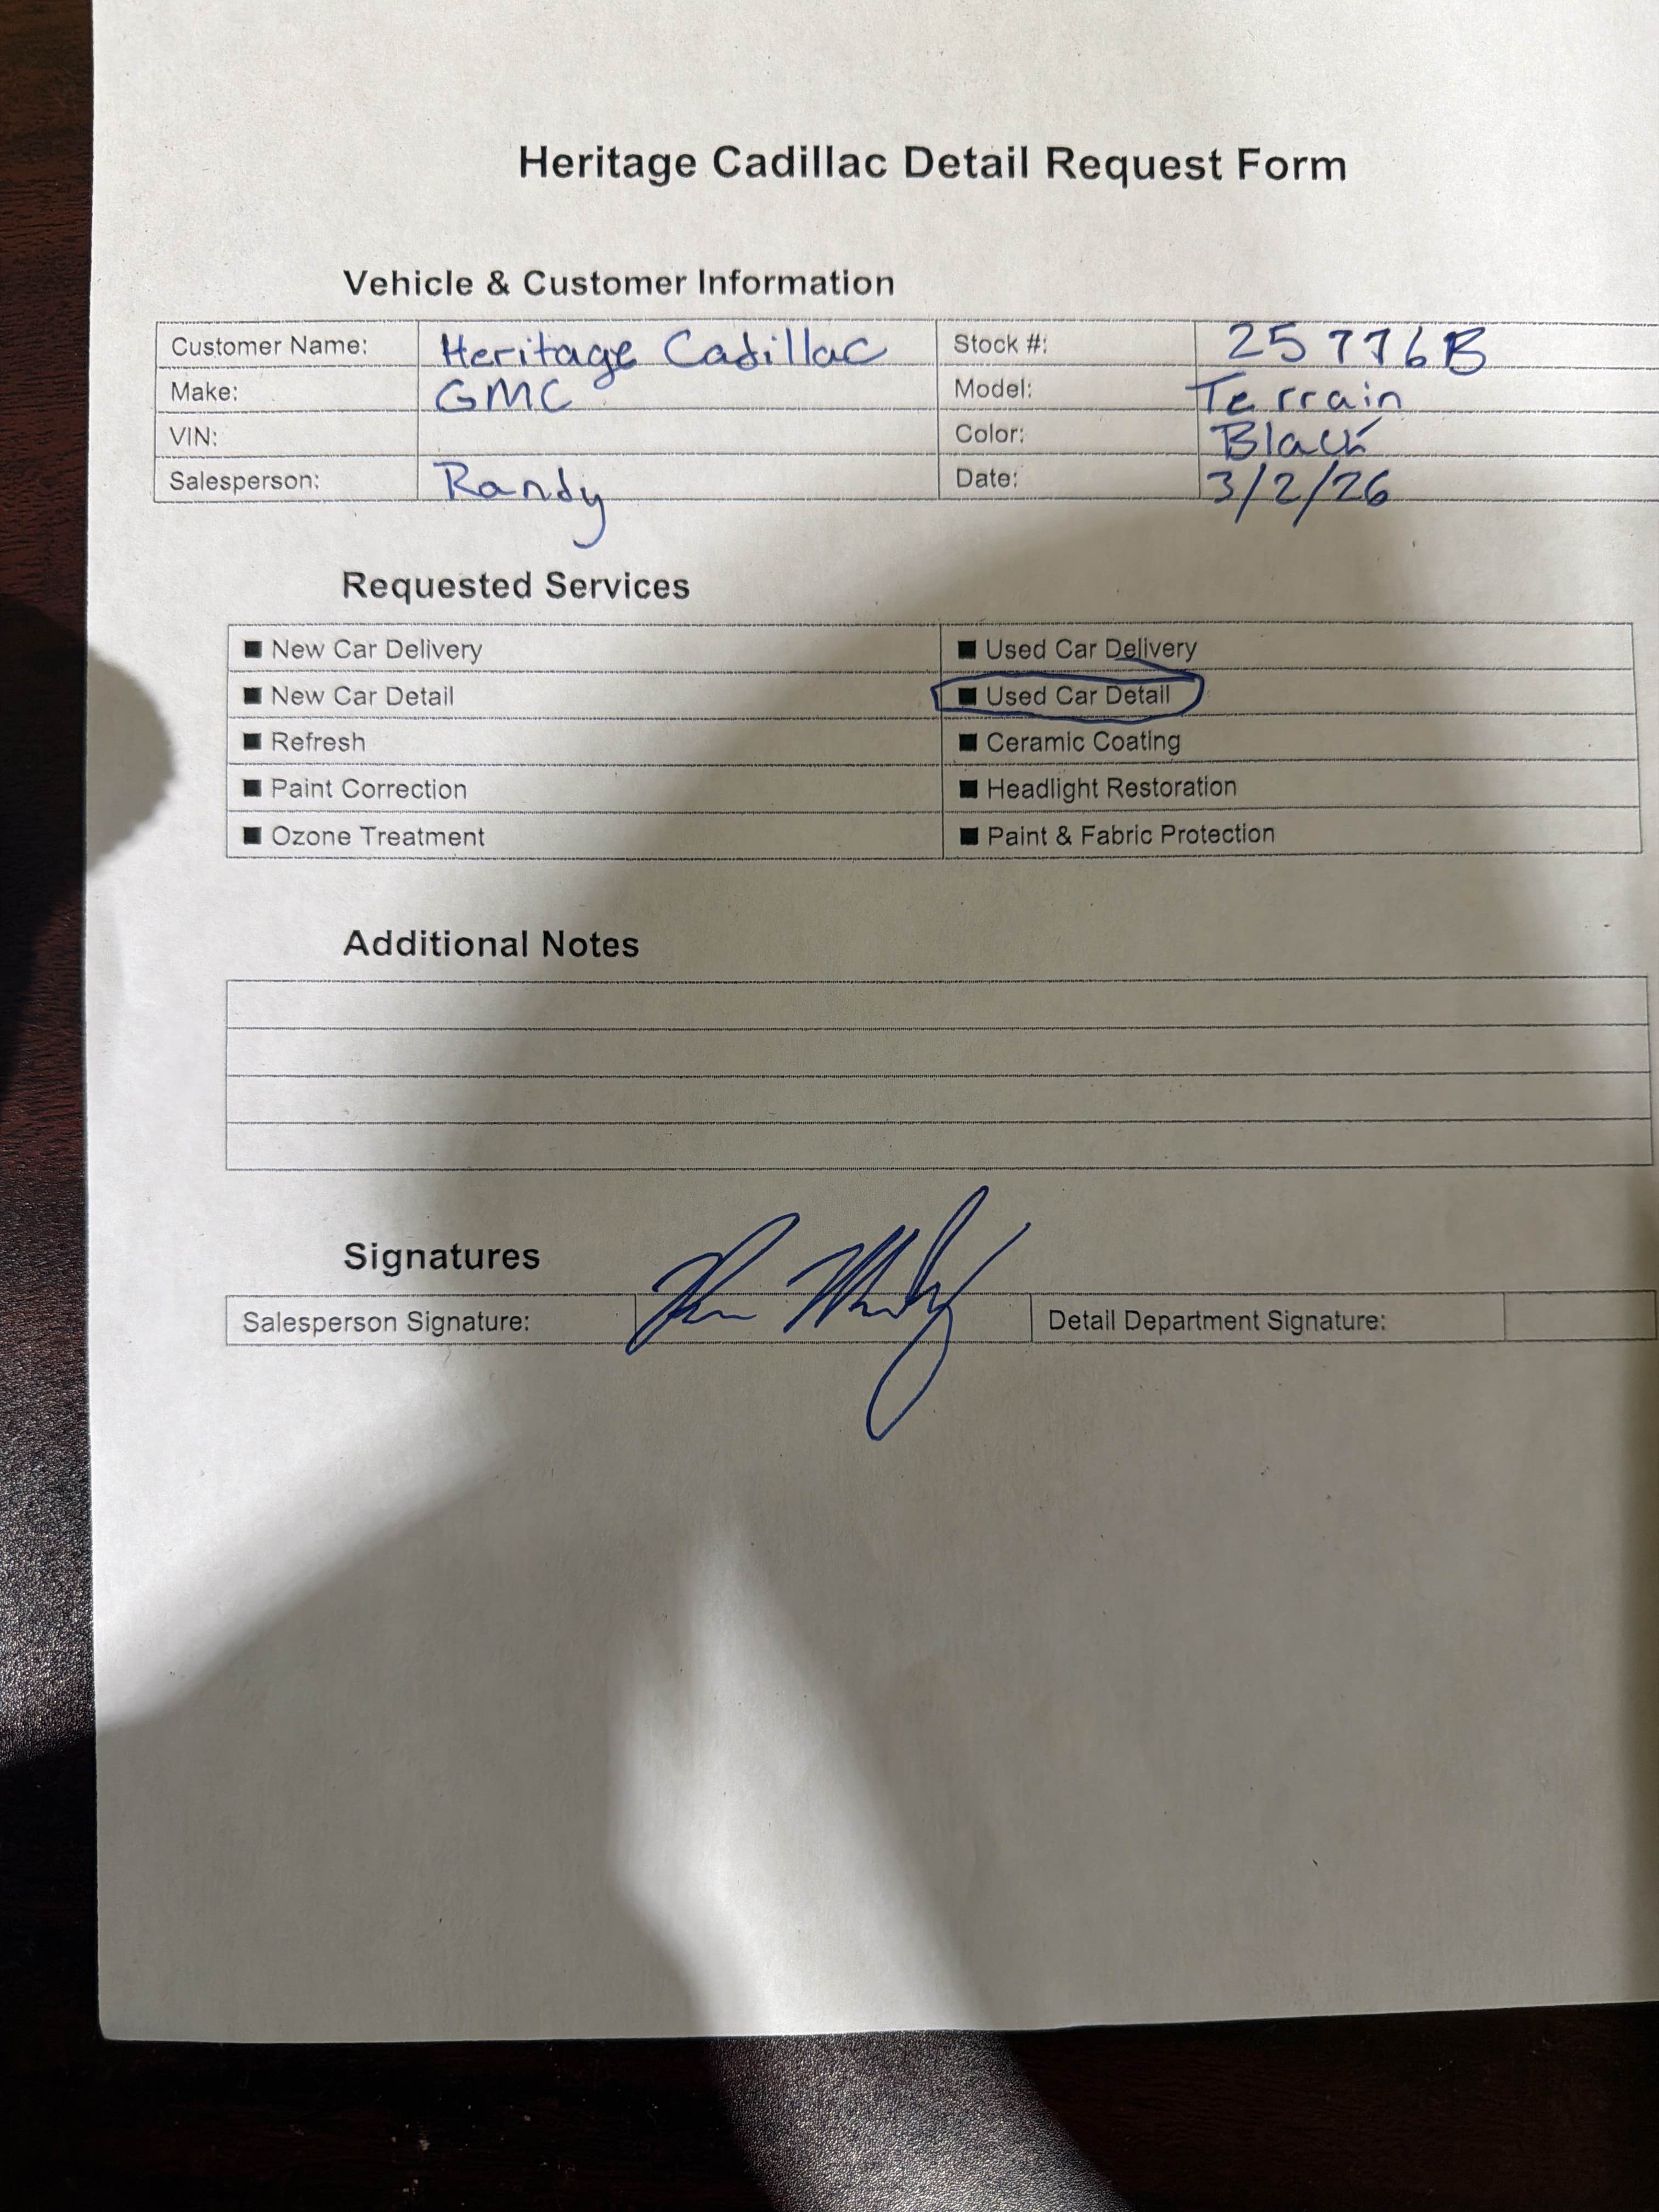 Heritage Cadillac Detail Request Form
Vehicle & Customer Information
Customer Name: Heritage Cadillac Stock #: 25776B
Make: GMC Model: Terrain
VIN: Color: Black
Salesperson: Randy Date: 3/2/26
Requested Services
■ New Car Delivery ■ Used Car Delivery
■ New Car Detail ■ Used Car Detail
■ Refresh ■ Ceramic Coating
■ Paint Correction ■ Headlight Restoration
■ Ozone Treatment ■ Paint & Fabric Protection
Additional Notes
Signatures
Salesperson Signature: Detail Department Signature: